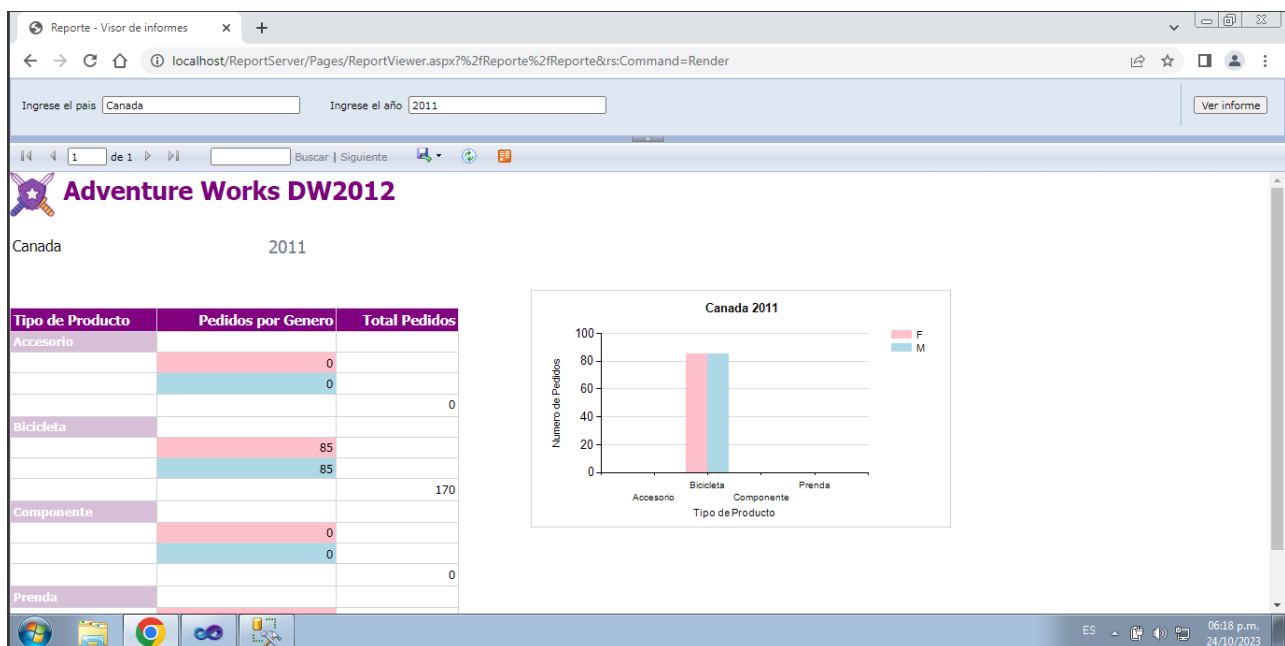 Reporte - Visor de informes
localhost/ReportServer/Pages/ReportViewer.aspx?%2fReporte%2fReporte&rs:Command=Render
Ingrese el pais Canada Ingrese el año 2011 Ver informe
1 de 1 Buscar | Siguiente
Adventure Works DW2012
Canada 2011
Tipo de Producto Pedidos por Genero Total Pedidos
Accesorio
0
0
0
Bicicleta
85
85
170
Componente
0
0
0
Prenda
Canada 2011
100
80
60
40
20
0
Numero de Pedidos
Accesorio Bicicleta Componente Prenda
Tipo de Producto
F
M
ES 06:18 p.m.
24/10/2023